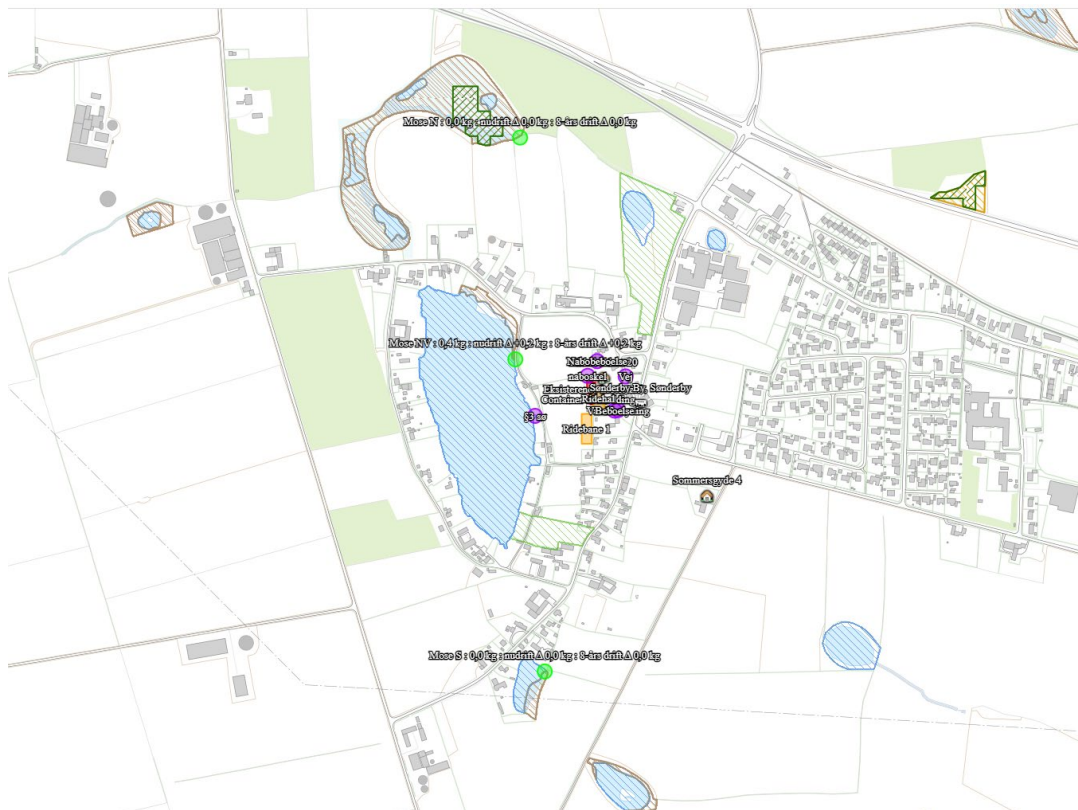 Mose N : 0,0 kg : nudrift Δ 0,0 kg : 8-års drift Δ 0,0 kg
Mose NV : 0,4 kg : nudrift Δ +0,2 kg : 8-års drift Δ +0,2 kg
Nabobeboelse20
naboskel
Vej
Eksisteren
Sønderby By, Sønderby
Container
Ridehal
§3 sø
Ridebane 1
Sommersgyde 4
Mose S : 0,0 kg : nudrift Δ 0,0 kg : 8-års drift Δ 0,0 kg